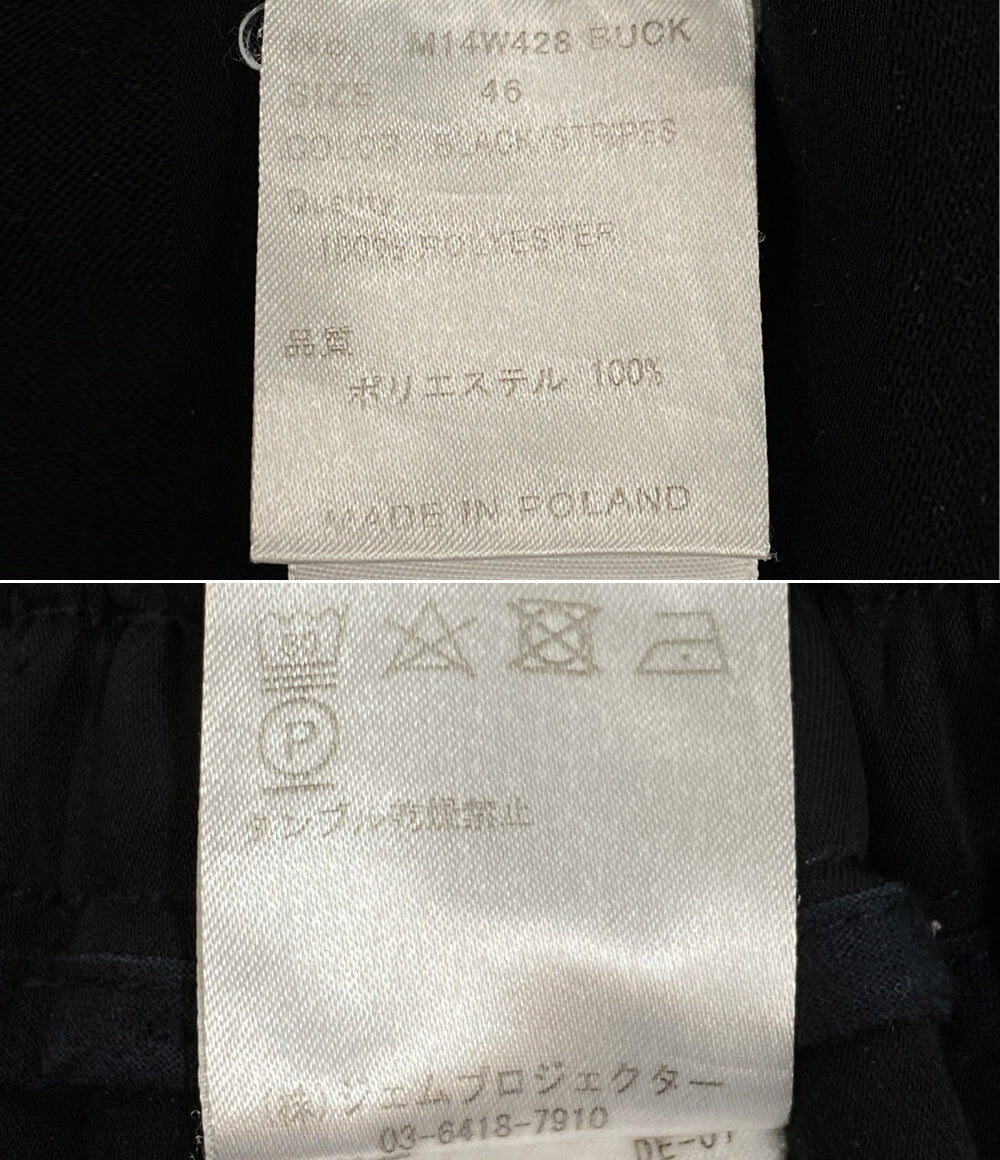 M14W428 BUCK
SIZE 46
COLOR BLACK/STRIPES
Quality
100% POLYESTER
品質
ポリエステル 100%
MADE IN POLAND
P
タンブル乾燥禁止
(株)ジェムプロジェクター
03-6418-7910